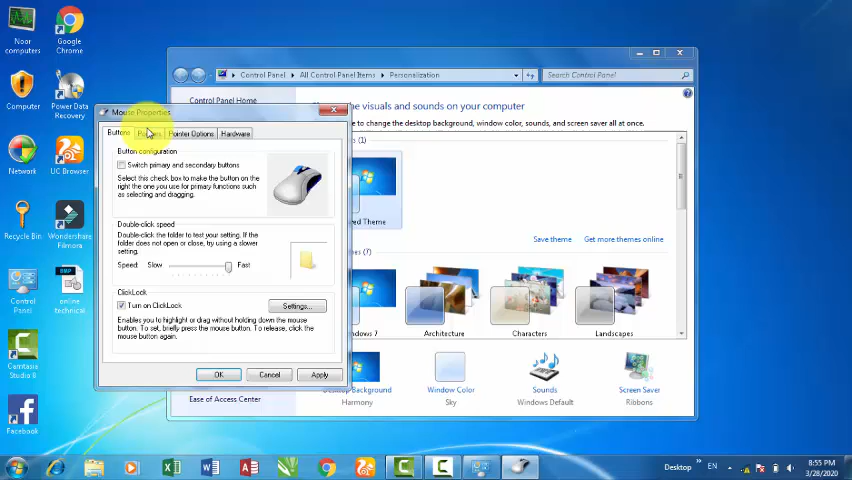 Noor
computers
Google
Chrome
Computer
Power Data
Recovery
Network
UC Browser
Recycle Bin
Wondershare
Filmora
Control
Panel
online
technical
Camtasia
Studio 8
Facebook
Control Panel
All Control Panel Items
Personalization
Search Control Panel
Control Panel Home
visuals and sounds on your computer
change the desktop background, window color, sounds, and screen saver all at once.
(1)
Theme
Save theme
Get more themes online
(7)
Architecture
Characters
Landscapes
Desktop Background
Harmony
Window Color
Sky
Sounds
Windows Default
Screen Saver
Ribbons
Ease of Access Center
Mouse Properties
Buttons
Pointer Options
Hardware
Button configuration
Switch primary and secondary buttons
Select this check box to make the button on the
right the one you use for primary functions such
as selecting and dragging.
Double-click speed
Double-click the folder to test your setting. If the
folder does not open or close, try using a slower
setting.
Speed: Slow Fast
ClickLock
Turn on ClickLock
Settings...
Enables you to highlight or drag without holding down the mouse
button. To set, briefly press the mouse button. To release, click the
mouse button again.
OK
Cancel
Apply
Desktop
EN
8:55 PM
3/28/2020